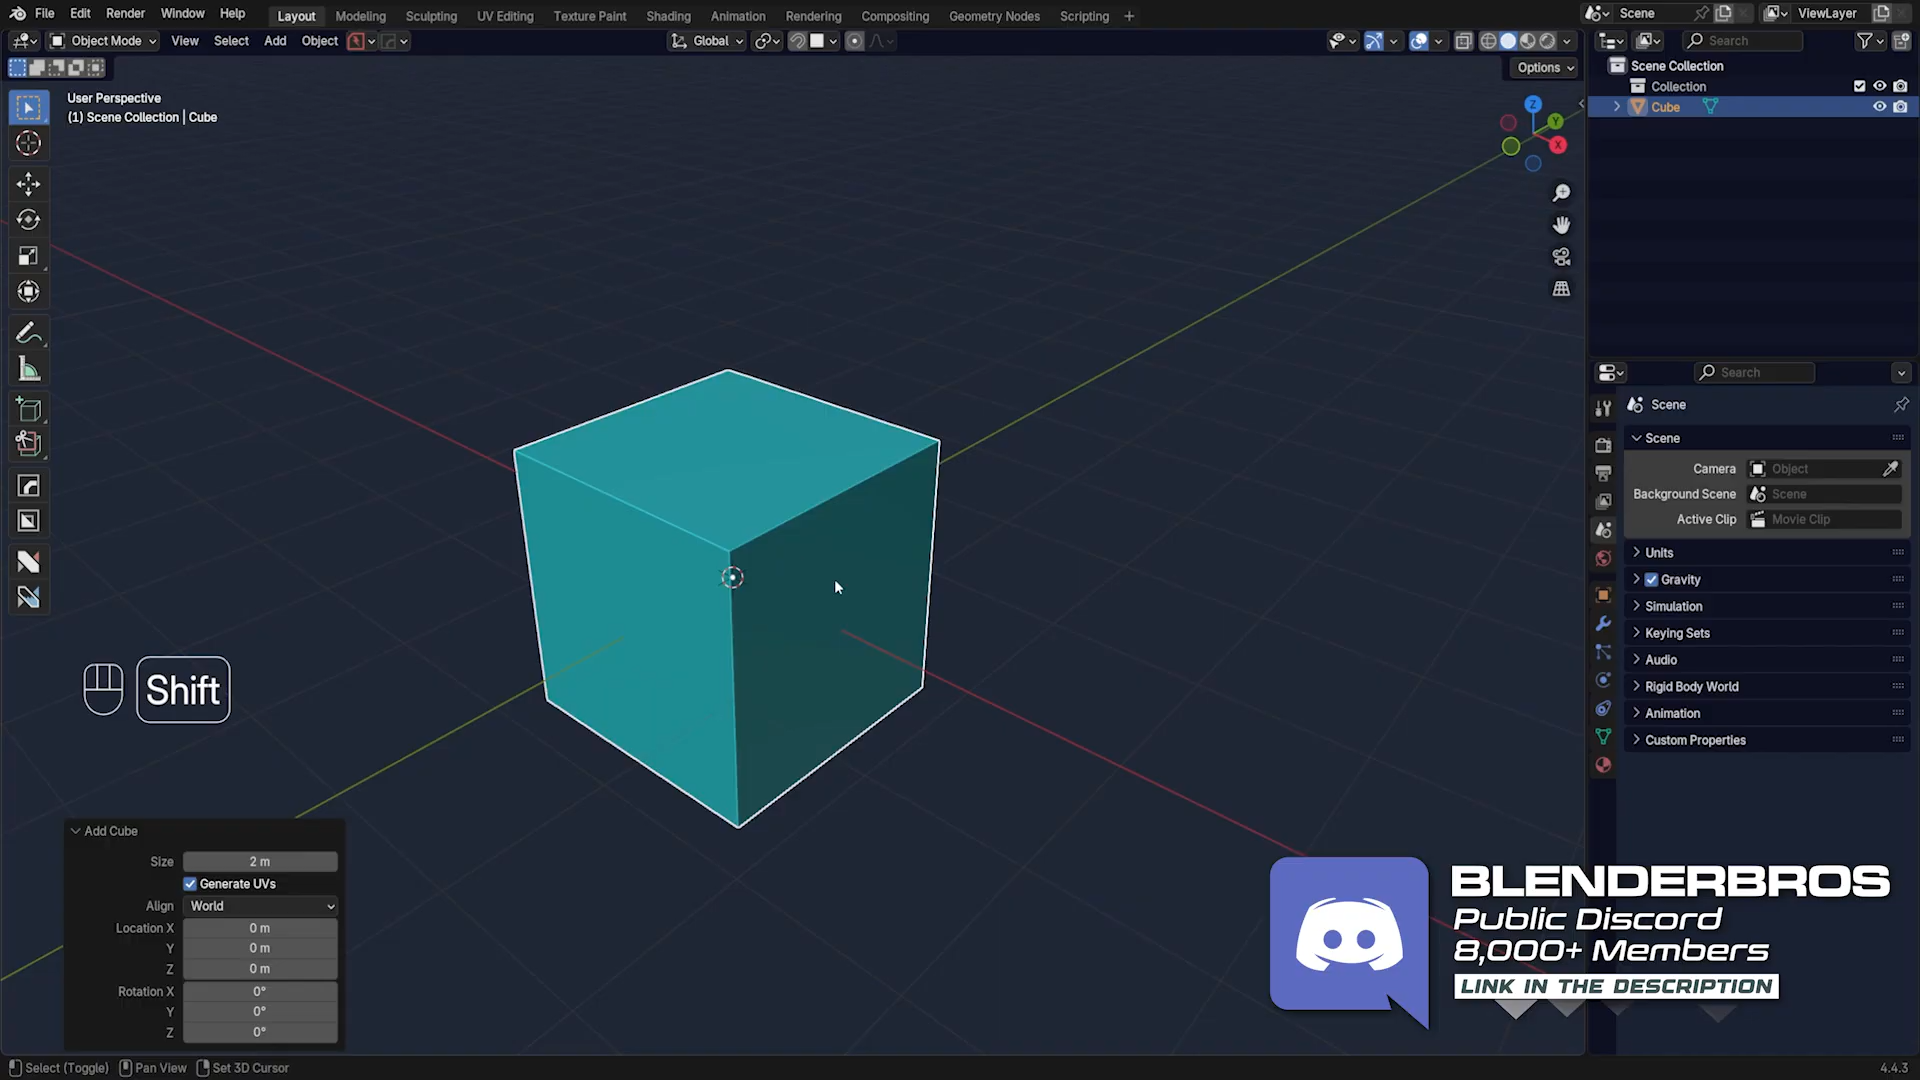 File Edit Render Window Help Layout Modeling Sculpting UV Editing Texture Paint Shading Animation Rendering Compositing Geometry Nodes Scripting + Scene ViewLayer
Object Mode View Select Add Object Global Search
Options
User Perspective
(1) Scene Collection | Cube
Z
Y
X
Scene Collection
Collection
Cube
Search
Scene
Scene
Camera Object
Background Scene Scene
Active Clip Movie Clip
Units
Gravity
Simulation
Keying Sets
Audio
Rigid Body World
Animation
Custom Properties
Shift
Add Cube
Size 2 m
Generate UVs
Align World
Location X 0 m
Y 0 m
Z 0 m
Rotation X 0°
Y 0°
Z 0°
BLENDERBROS
Public Discord
8,000+ Members
LINK IN THE DESCRIPTION
Select (Toggle) Pan View Set 3D Cursor 4.4.3